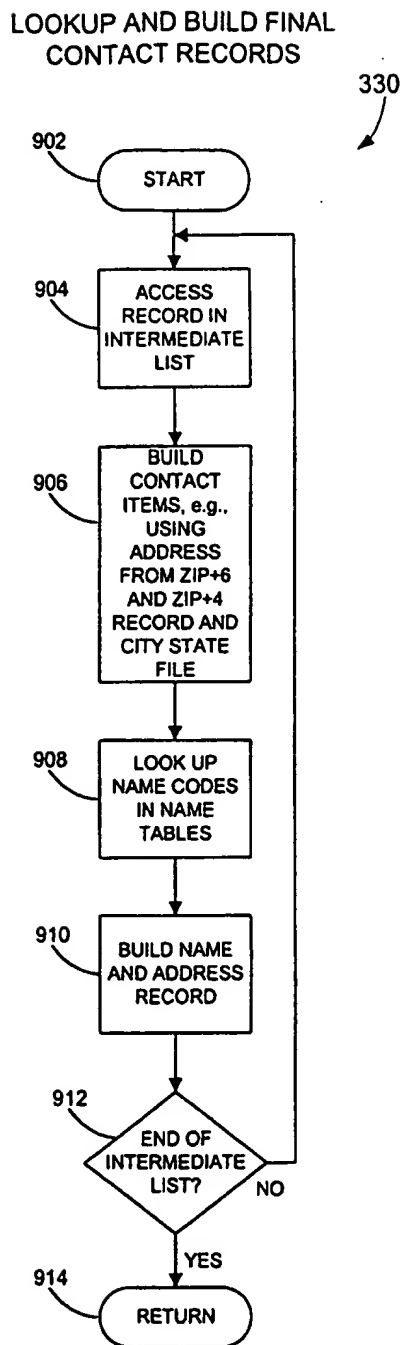 LOOKUP AND BUILD FINAL
CONTACT RECORDS
330
902
START
904
ACCESS
RECORD IN
INTERMEDIATE
LIST
906
BUILD
CONTACT
ITEMS, e.g.,
USING
ADDRESS
FROM ZIP+6
AND ZIP+4
RECORD AND
CITY STATE
FILE
908
LOOK UP
NAME CODES
IN NAME
TABLES
910
BUILD NAME
AND ADDRESS
RECORD
912
END OF
INTERMEDIATE
LIST?
NO
YES
914
RETURN